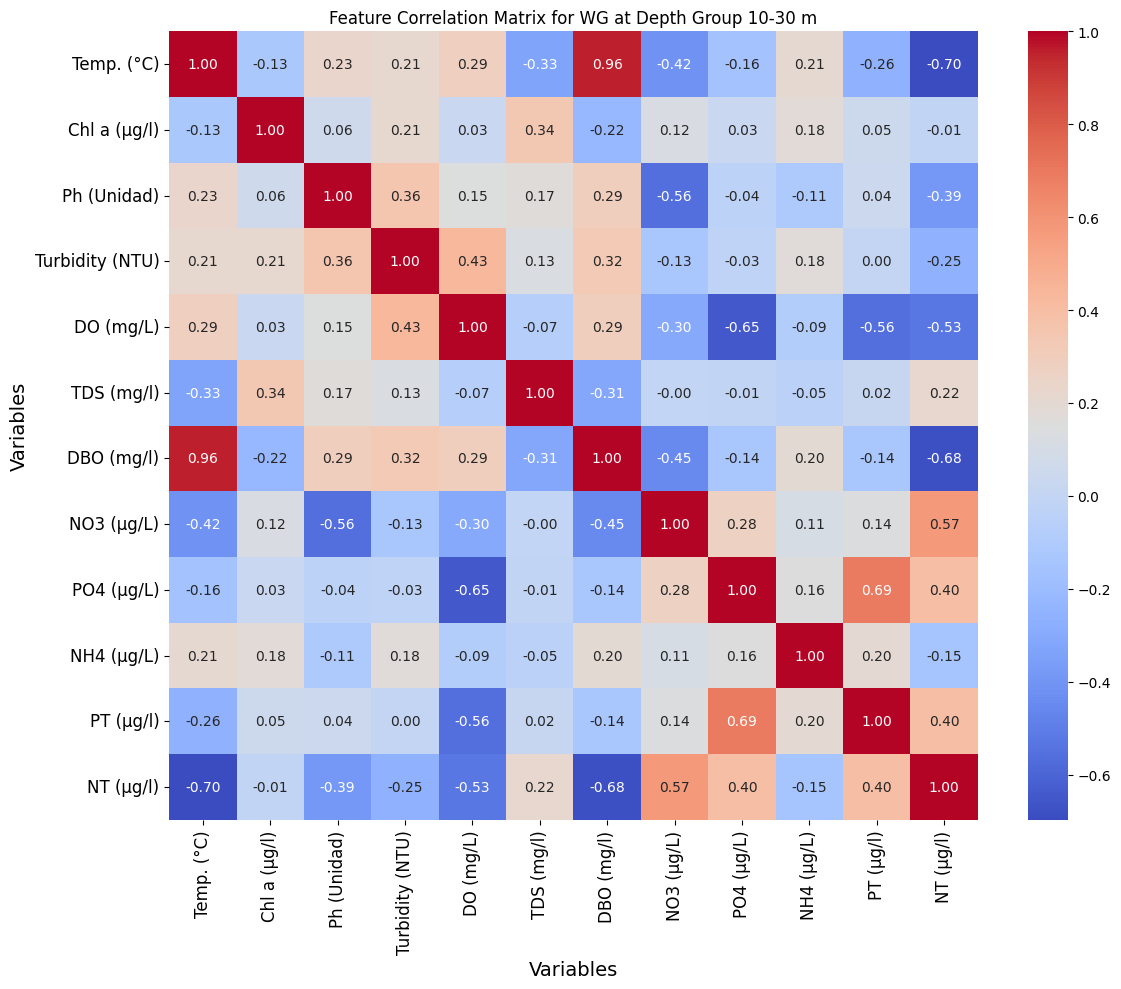 Feature Correlation Matrix for WG at Depth Group 10-30 m
Temp. (°C) 1.00 -0.13 0.23 0.21 0.29 -0.33 0.96 -0.42 -0.16 0.21 -0.26 -0.70
Chl a (µg/l) -0.13 1.00 0.06 0.21 0.03 0.34 -0.22 0.12 0.03 0.18 0.05 -0.01
Ph (Unidad) 0.23 0.06 1.00 0.36 0.15 0.17 0.29 -0.56 -0.04 -0.11 0.04 -0.39
Turbidity (NTU) 0.21 0.21 0.36 1.00 0.43 0.13 0.32 -0.13 -0.03 0.18 0.00 -0.25
DO (mg/L) 0.29 0.03 0.15 0.43 1.00 -0.07 0.29 -0.30 -0.65 -0.09 -0.56 -0.53
TDS (mg/l) -0.33 0.34 0.17 0.13 -0.07 1.00 -0.31 -0.00 -0.01 -0.05 0.02 0.22
DBO (mg/l) 0.96 -0.22 0.29 0.32 0.29 -0.31 1.00 -0.45 -0.14 0.20 -0.14 -0.68
NO3 (µg/L) -0.42 0.12 -0.56 -0.13 -0.30 -0.00 -0.45 1.00 0.28 0.11 0.14 0.57
PO4 (µg/L) -0.16 0.03 -0.04 -0.03 -0.65 -0.01 -0.14 0.28 1.00 0.16 0.69 0.40
NH4 (µg/L) 0.21 0.18 -0.11 0.18 -0.09 -0.05 0.20 0.11 0.16 1.00 0.20 -0.15
PT (µg/l) -0.26 0.05 0.04 0.00 -0.56 0.02 -0.14 0.14 0.69 0.20 1.00 0.40
NT (µg/l) -0.70 -0.01 -0.39 -0.25 -0.53 0.22 -0.68 0.57 0.40 -0.15 0.40 1.00
Variables
Temp. (°C)
Chl a (µg/l)
Ph (Unidad)
Turbidity (NTU)
DO (mg/L)
TDS (mg/l)
DBO (mg/l)
NO3 (µg/L)
PO4 (µg/L)
NH4 (µg/L)
PT (µg/l)
NT (µg/l)
Variables
1.0
0.8
0.6
0.4
0.2
0.0
−0.2
−0.4
−0.6